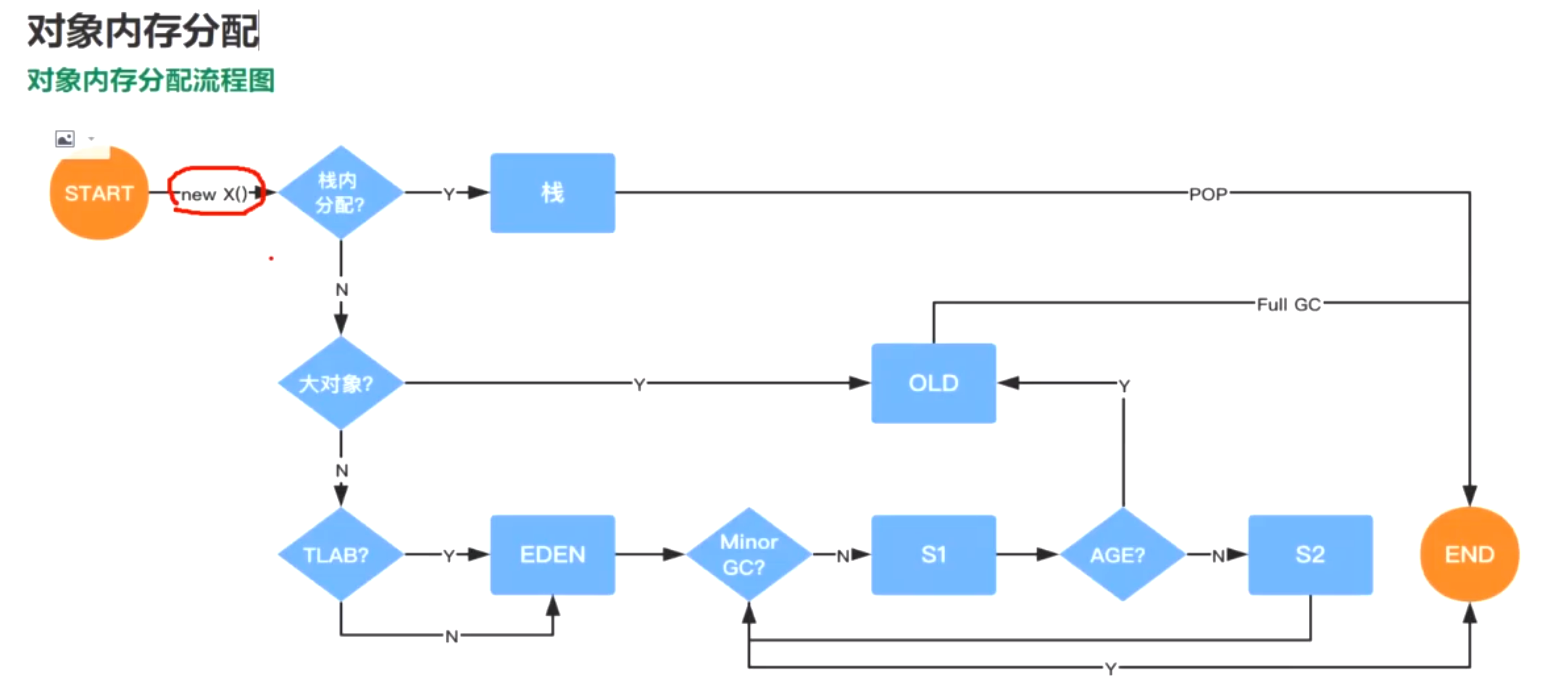 对象内存分配
对象内存分配流程图
START
new X()
栈内
分配?
Y
栈
POP
N
Full GC
大对象?
Y
OLD
Y
N
TLAB?
Y
EDEN
Minor
GC?
N
S1
AGE?
N
S2
END
N
Y